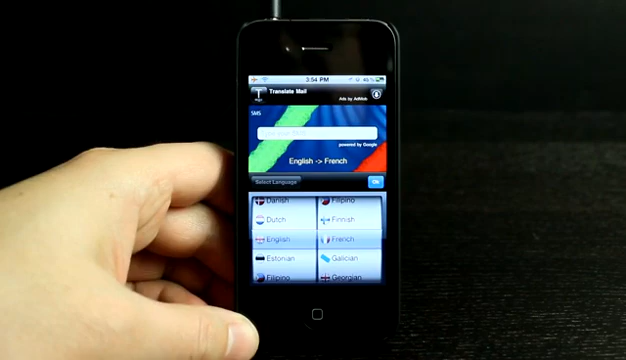 3:54 PM
Translate Mail
Ads by AdMob
SMS
powered by Google
English -> French
Select Language
Ok
Danish Filipino
Dutch Finnish
English French
Estonian Galician
Filipino Georgian